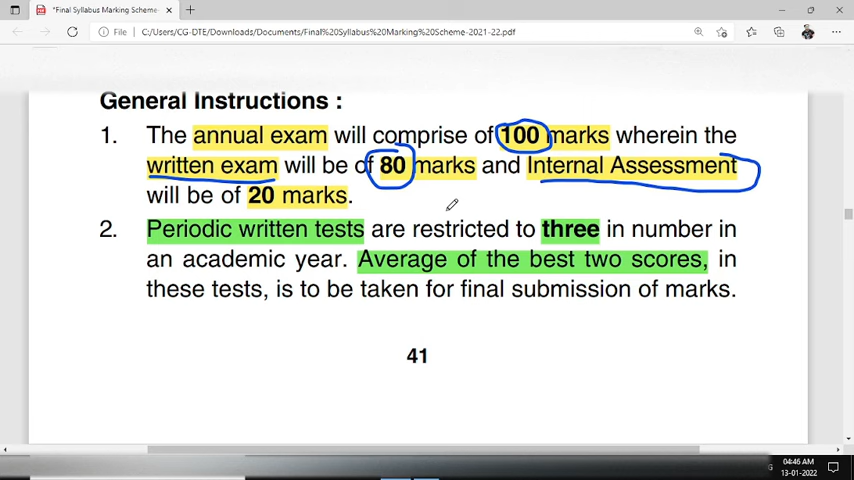 *Final Syllabus Marking Scheme-
File
C:/Users/CG-DTE/Downloads/Documents/Final%20Syllabus%20Marking%20Scheme-2021-22.pdf
General Instructions :
1. The annual exam will comprise of 100 marks wherein the
written exam will be of 80 marks and Internal Assessment
will be of 20 marks.
2. Periodic written tests are restricted to three in number in
an academic year. Average of the best two scores, in
these tests, is to be taken for final submission of marks.
41
G
04:46 AM
13-01-2022